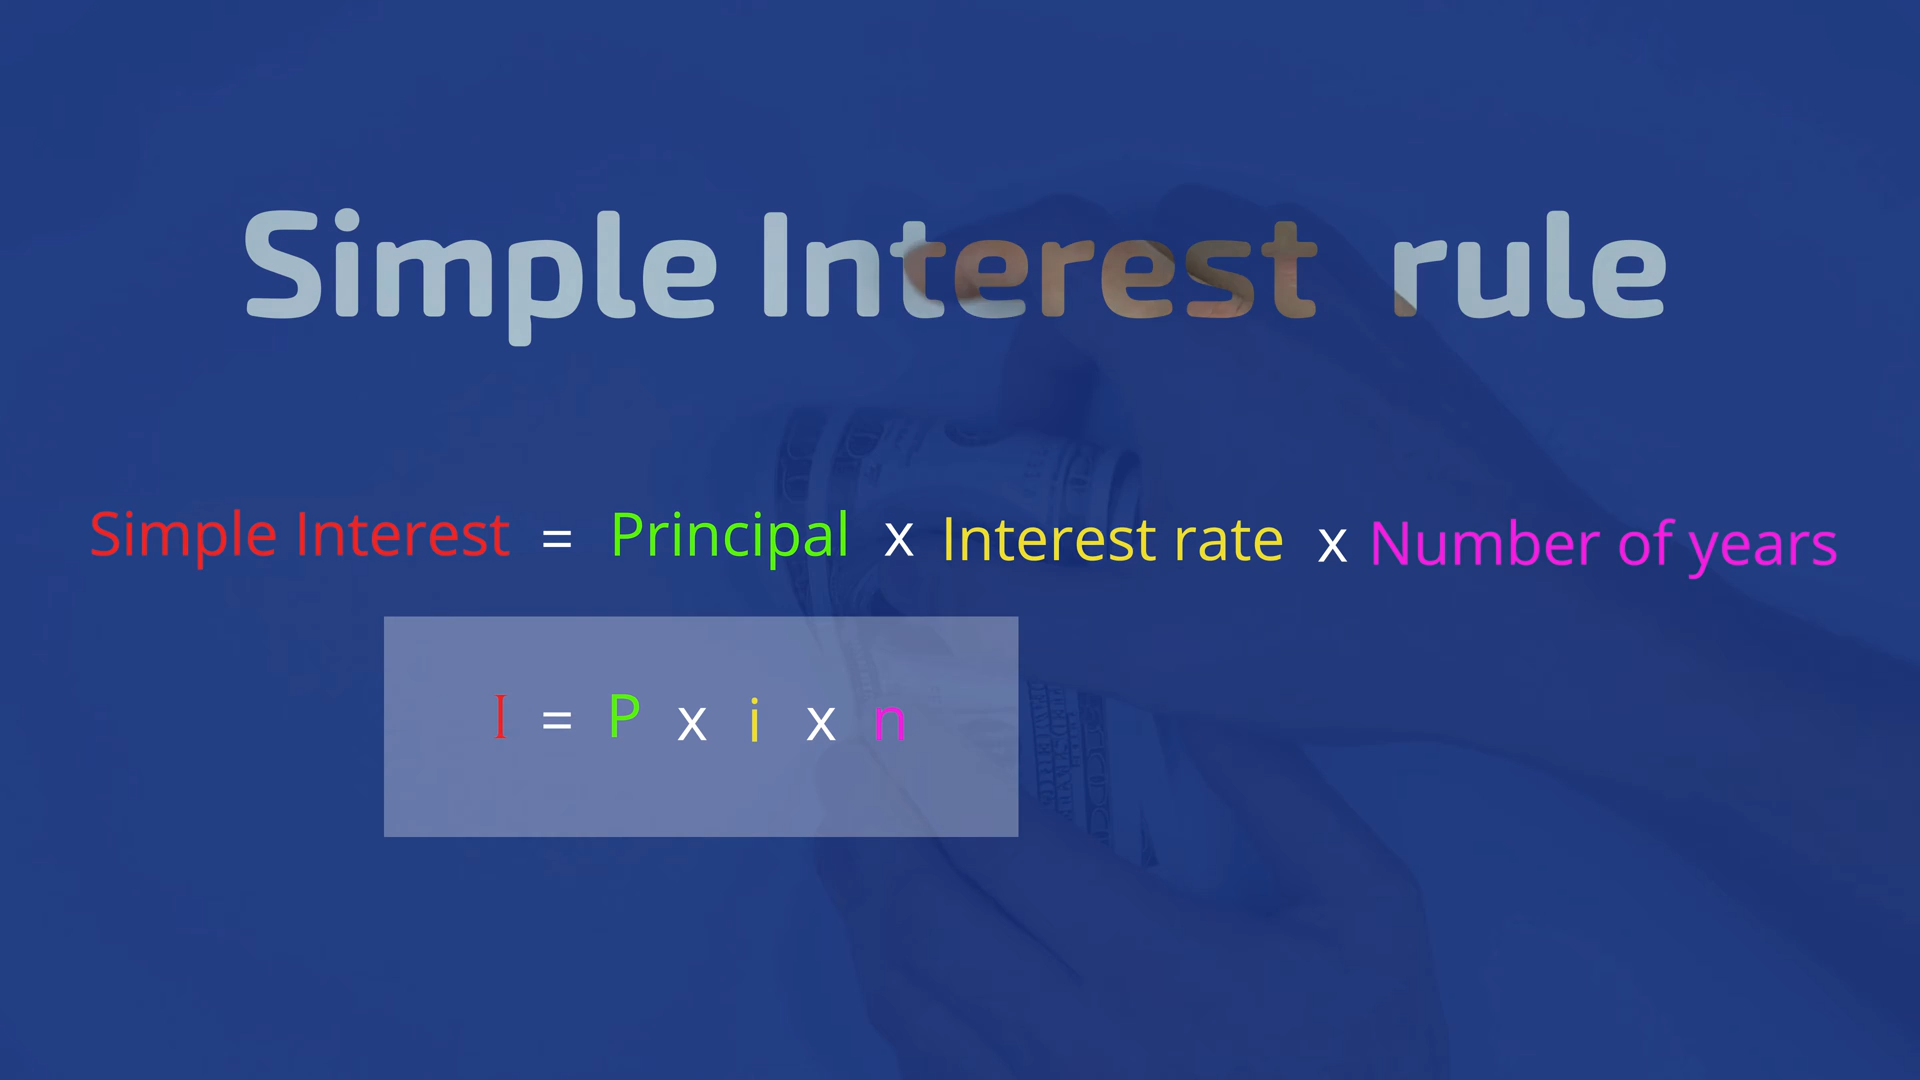 Simple Interest rule
Simple Interest = Principal x Interest rate x Number of years
I = P x i x n